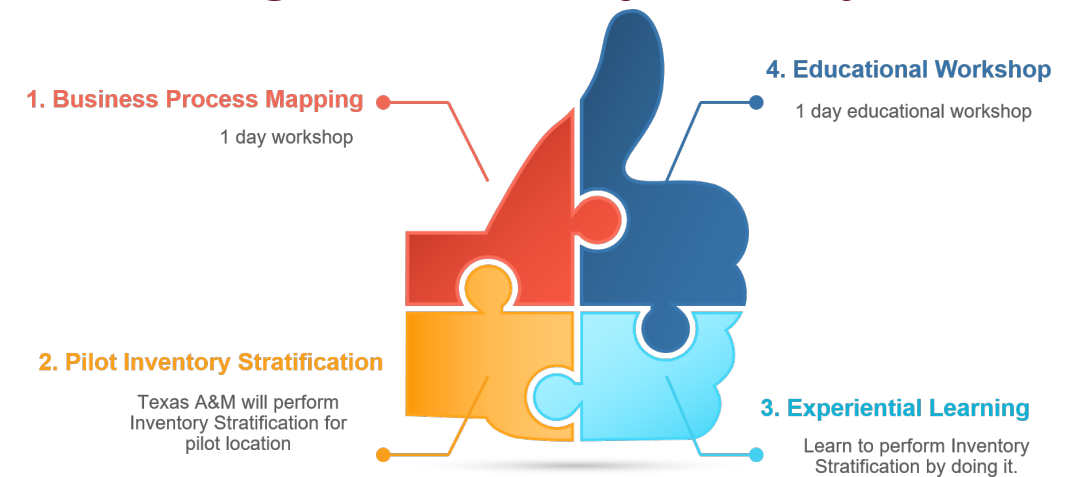 1. Business Process Mapping
1 day workshop
2. Pilot Inventory Stratification
Texas A&M will perform
Inventory Stratification for
pilot location
3. Experiential Learning
Learn to perform Inventory
Stratification by doing it.
4. Educational Workshop
1 day educational workshop